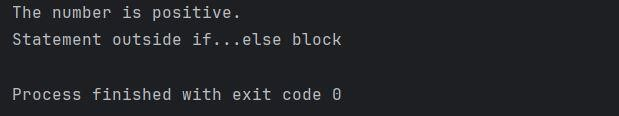 The number is positive.
Statement outside if...else block
Process finished with exit code 0